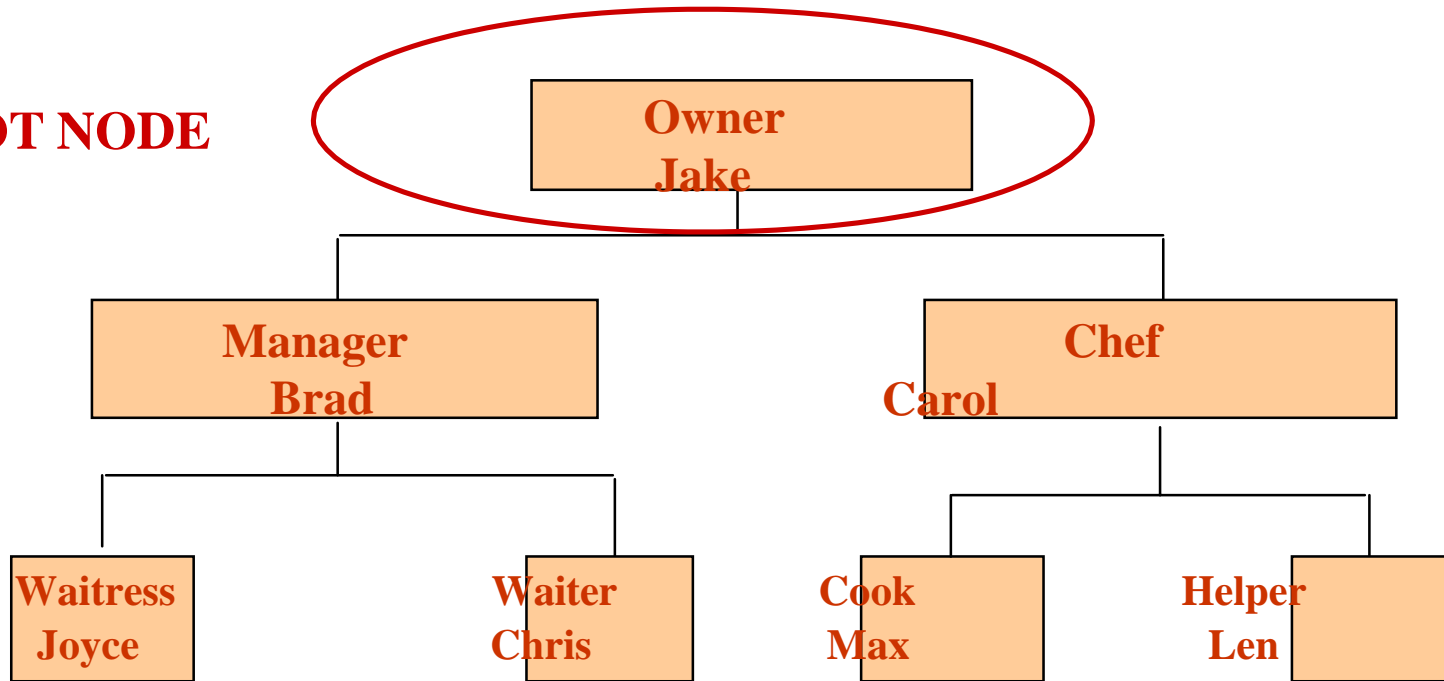 OT NODE
Owner
Jake
Manager
Brad
Chef
Carol
Waitress
Joyce
Waiter
Chris
Cook
Max
Helper
Len